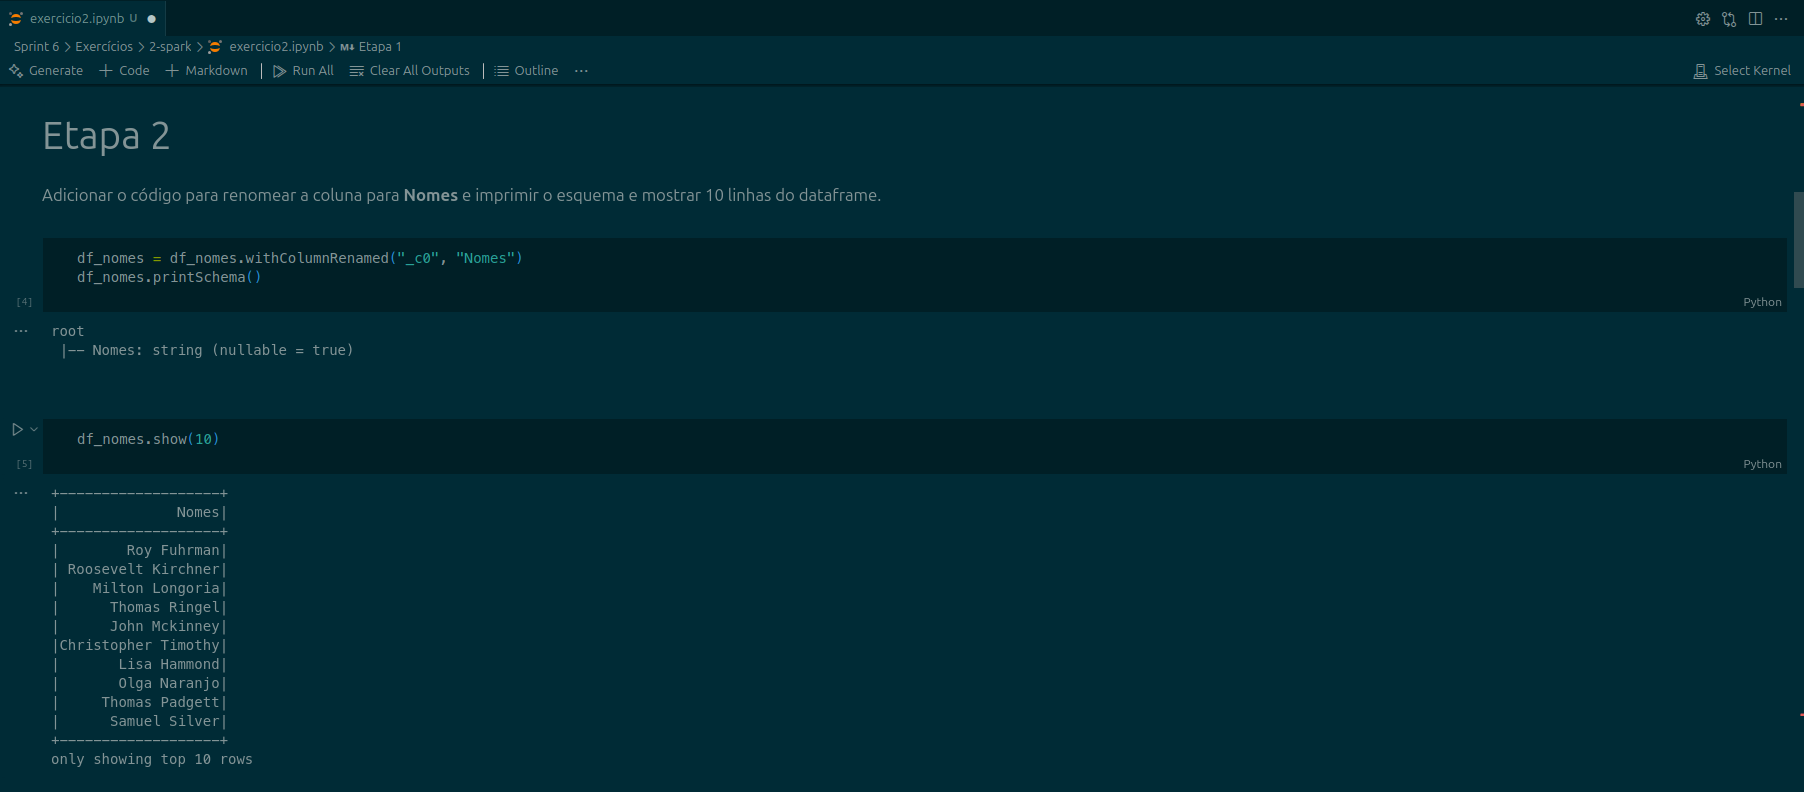 exercicio2.ipynb U
Sprint 6 > Exercícios > 2-spark > exercicio2.ipynb > M↓ Etapa 1
Generate + Code + Markdown | Run All Clear All Outputs | Outline ... Select Kernel
Etapa 2
Adicionar o código para renomear a coluna para Nomes e imprimir o esquema e mostrar 10 linhas do dataframe.
df_nomes = df_nomes.withColumnRenamed("_c0", "Nomes")
df_nomes.printSchema()
[4] Python
root
 |-- Nomes: string (nullable = true)
df_nomes.show(10)
[5] Python
+-------------------+
|              Nomes|
+-------------------+
|        Roy Fuhrman|
| Roosevelt Kirchner|
|    Milton Longoria|
|      Thomas Ringel|
|      John Mckinney|
|Christopher Timothy|
|       Lisa Hammond|
|       Olga Naranjo|
|     Thomas Padgett|
|      Samuel Silver|
+-------------------+
only showing top 10 rows